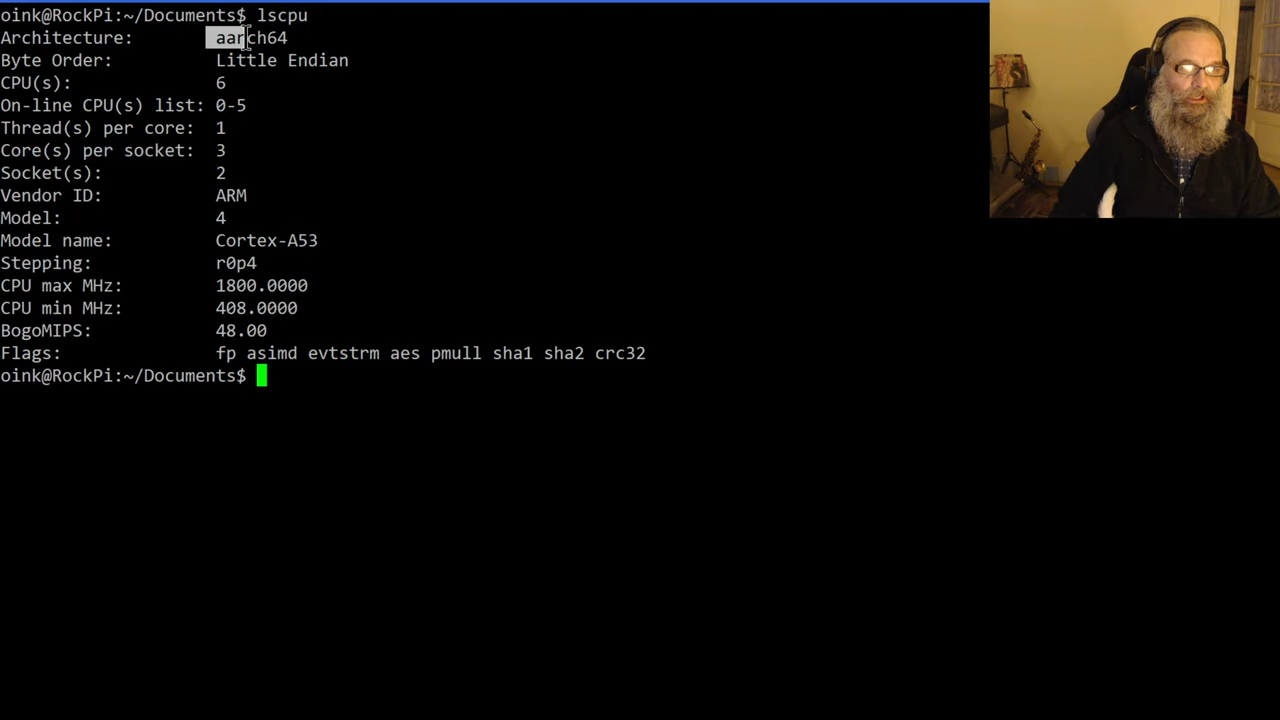 oink@RockPi:~/Documents$ lscpu
Architecture: aarch64
Byte Order: Little Endian
CPU(s): 6
On-line CPU(s) list: 0-5
Thread(s) per core: 1
Core(s) per socket: 3
Socket(s): 2
Vendor ID: ARM
Model: 4
Model name: Cortex-A53
Stepping: r0p4
CPU max MHz: 1800.0000
CPU min MHz: 408.0000
BogoMIPS: 48.00
Flags: fp asimd evtstrm aes pmull sha1 sha2 crc32
oink@RockPi:~/Documents$